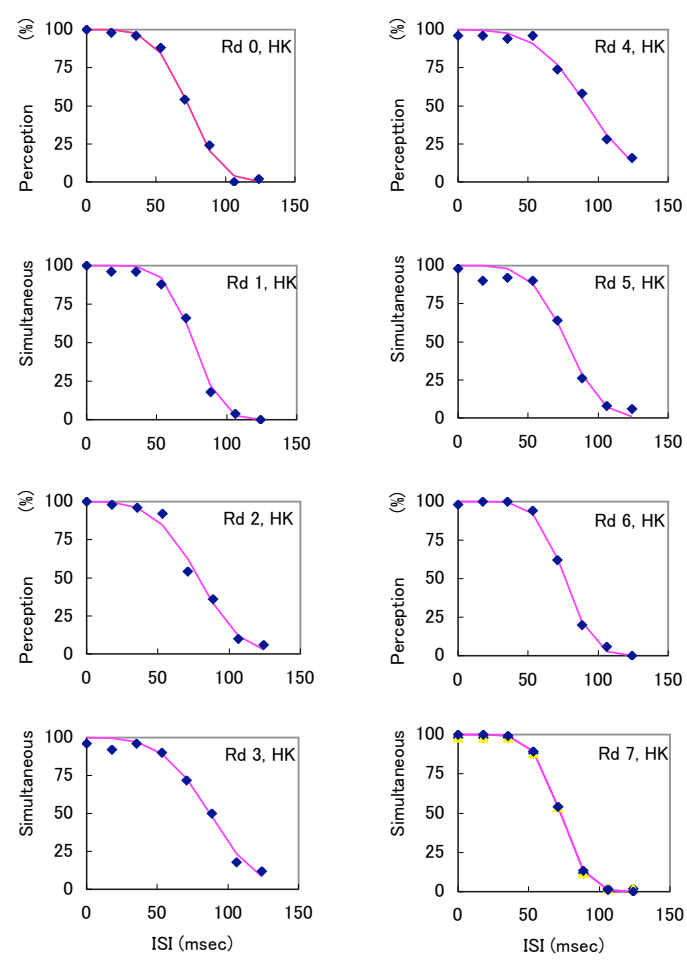 (%)
Perception
100
75
50
25
0
Rd 0, HK
0 50 100 150
Simultaneous
100
75
50
25
0
Rd 1, HK
0 50 100 150
(%)
Perception
100
75
50
25
0
Rd 2, HK
0 50 100 150
Simultaneous
100
75
50
25
0
Rd 3, HK
0 50 100 150
ISI (msec)
(%)
Percepttion
100
75
50
25
0
Rd 4, HK
0 50 100 150
Simultaneous
100
75
50
25
0
Rd 5, HK
0 50 100 150
(%)
Perception
100
75
50
25
0
Rd 6, HK
0 50 100 150
Simultaneous
100
75
50
25
0
Rd 7, HK
0 50 100 150
ISI (msec)